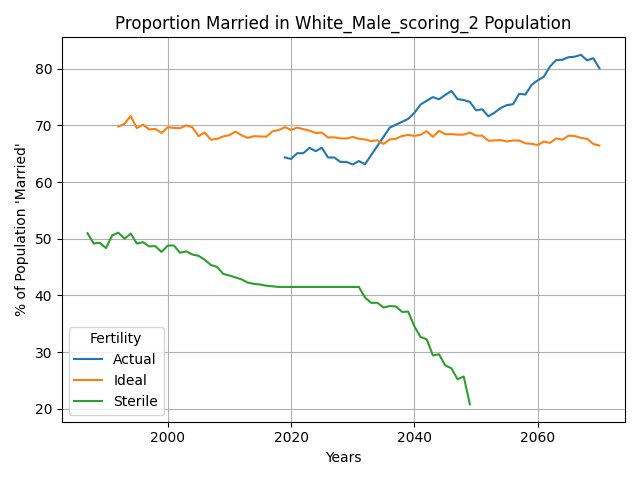 Proportion Married in White_Male_scoring_2 Population
% of Population 'Married'
80
70
60
50
40
30
20
Fertility
Actual
Ideal
Sterile
2000
2020
2040
2060
Years